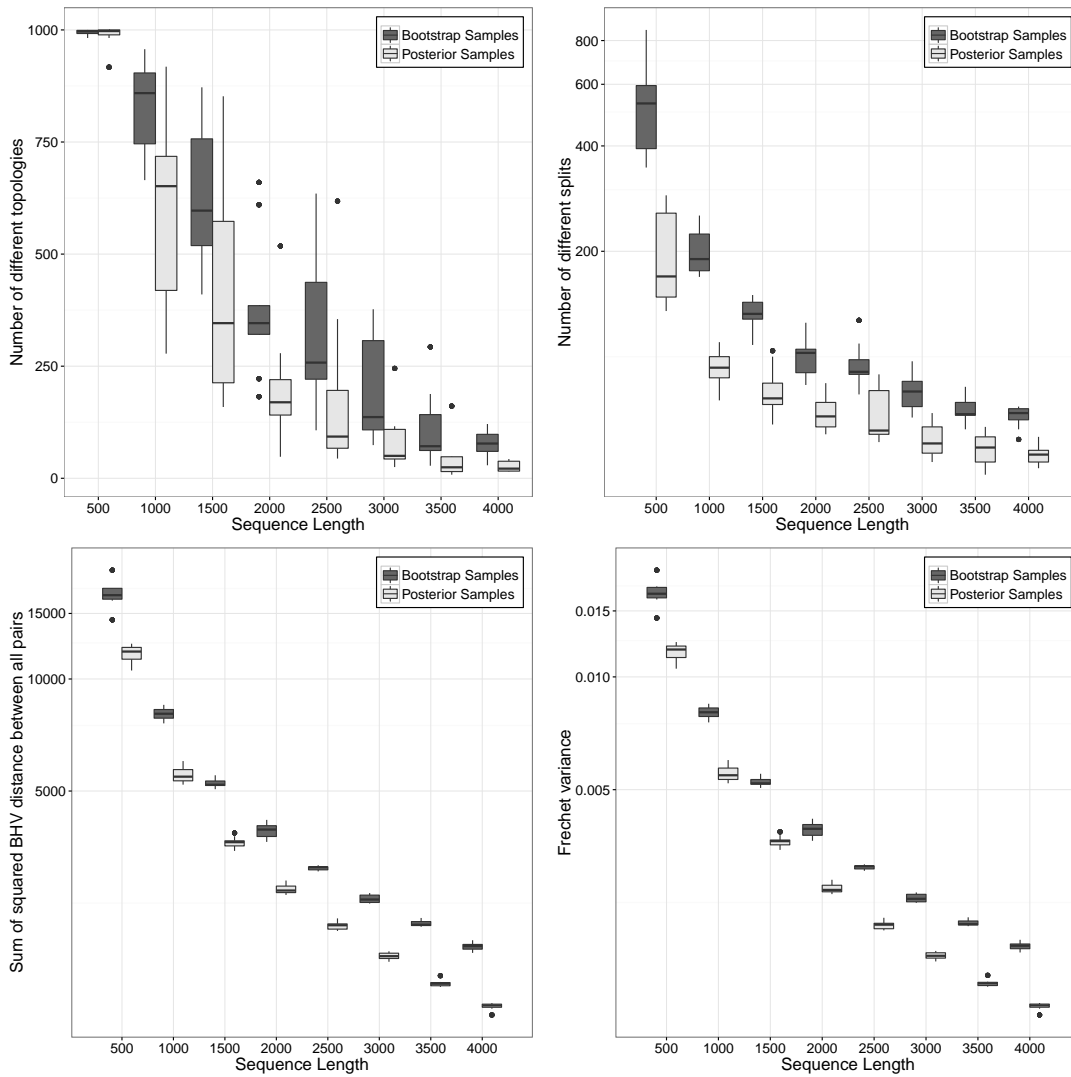 Number of different topologies
1000
750
500
250
0
Bootstrap Samples
Posterior Samples
500 1000 1500 2000 2500 3000 3500 4000
Sequence Length
Number of different splits
800
600
400
200
Bootstrap Samples
Posterior Samples
500 1000 1500 2000 2500 3000 3500 4000
Sequence Length
Sum of squared BHV distance between all pairs
15000
10000
5000
Bootstrap Samples
Posterior Samples
500 1000 1500 2000 2500 3000 3500 4000
Sequence Length
Frechet variance
0.015
0.010
0.005
Bootstrap Samples
Posterior Samples
500 1000 1500 2000 2500 3000 3500 4000
Sequence Length